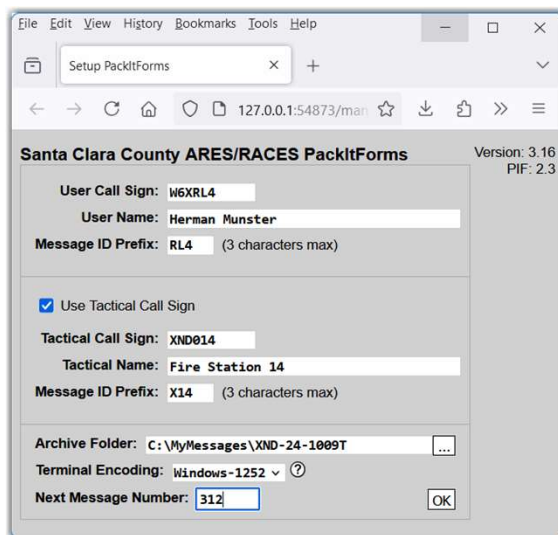 File Edit View History Bookmarks Tools Help
Setup PackItForms
127.0.0.1:54873/man
Santa Clara County ARES/RACES PackItForms
Version: 3.16
PIF: 2.3
User Call Sign: W6XRL4
User Name: Herman Munster
Message ID Prefix: RL4 (3 characters max)
Use Tactical Call Sign
Tactical Call Sign: XND014
Tactical Name: Fire Station 14
Message ID Prefix: X14 (3 characters max)
Archive Folder: C:\MyMessages\XND-24-1009T ...
Terminal Encoding: Windows-1252 ?
Next Message Number: 312 OK